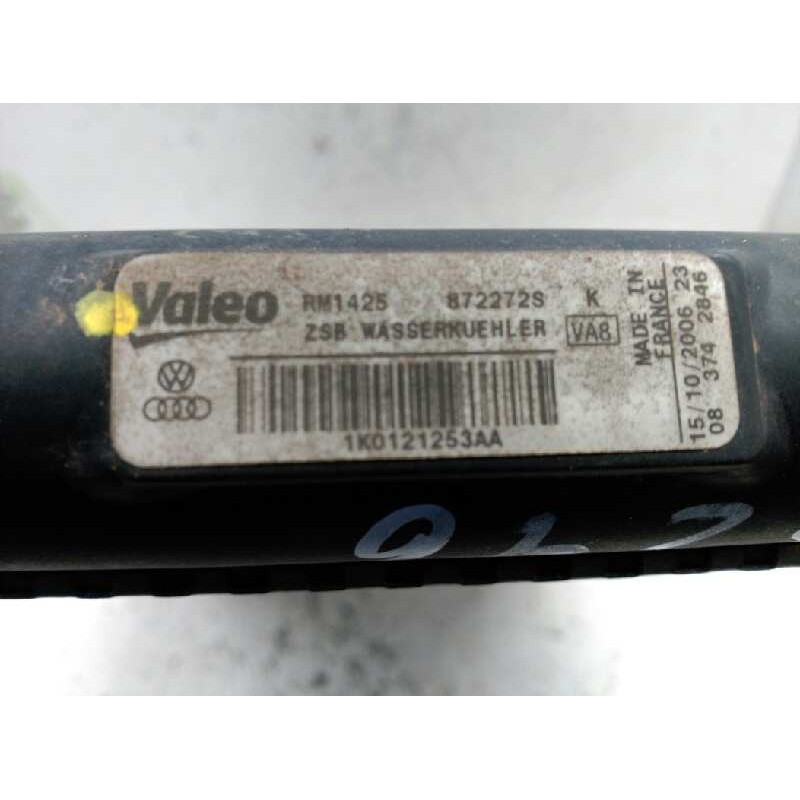 Valeo RM1425 872272S K
ZSB WASSERKUEHLER VA8
1K0121253AA
MADE IN
FRANCE
15/10/2006 23
08 374 2846